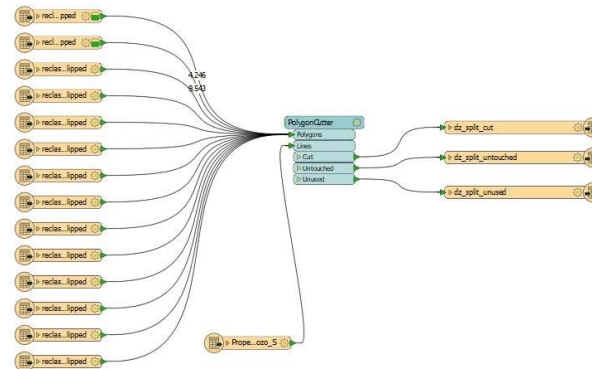 recl...pped
recl...pped
reclas...lipped
4,246
9,543
reclas...lipped
reclas...lipped
reclas...lipped
reclas...lipped
reclas...lipped
reclas...lipped
reclas...lipped
reclas...lipped
reclas...lipped
reclas...lipped
reclas...lipped
PolygonCutter
Polygons
Lines
Cut
Untouched
Unused
dz_split_cut
dz_split_untouched
dz_split_unused
Prope...ozo_S